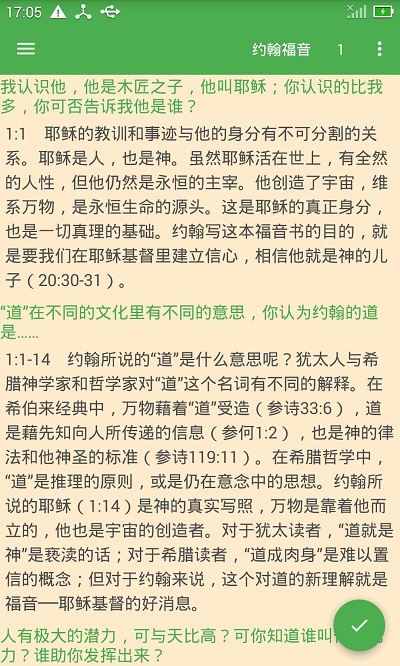 17:05
约翰福音 1
我认识他，他是木匠之子，他叫耶稣；你认识的比我
多，你可否告诉我他是谁？
1:1 耶稣的教训和事迹与他的身分有不可分割的关
系。耶稣是人，也是神。虽然耶稣活在世上，有全然
的人性，但他仍然是永恒的主宰。他创造了宇宙，维
系万物，是永恒生命的源头。这是耶稣的真正身分，
也是一切真理的基础。约翰写这本福音书的目的，就
是要我们在耶稣基督里建立信心，相信他就是神的儿
子（20:30-31）。
“道”在不同的文化里有不同的意思，你认为约翰的道
是……
1:1-14 约翰所说的“道”是什么意思呢？犹太人与希
腊神学家和哲学家对“道”这个名词有不同的解释。在
希伯来经典中，万物藉着“道”受造（参诗33:6），道
是藉先知向人所传递的信息（参何1:2），也是神的律
法和他神圣的标准（参诗119:11）。在希腊哲学中，
“道”是推理的原则，或是仍在意念中的思想。约翰所
说的耶稣（1:14）是神的真实写照，万物是靠着他而
立的，他也是宇宙的创造者。对于犹太读者，“道就是
神”是亵渎的话；对于希腊读者，“道成肉身”是难以置
信的概念；但对于约翰来说，这个对道的新理解就是
福音──耶稣基督的好消息。
人有极大的潜力，可与天比高？可你知道谁叫
力？谁助你发挥出来？